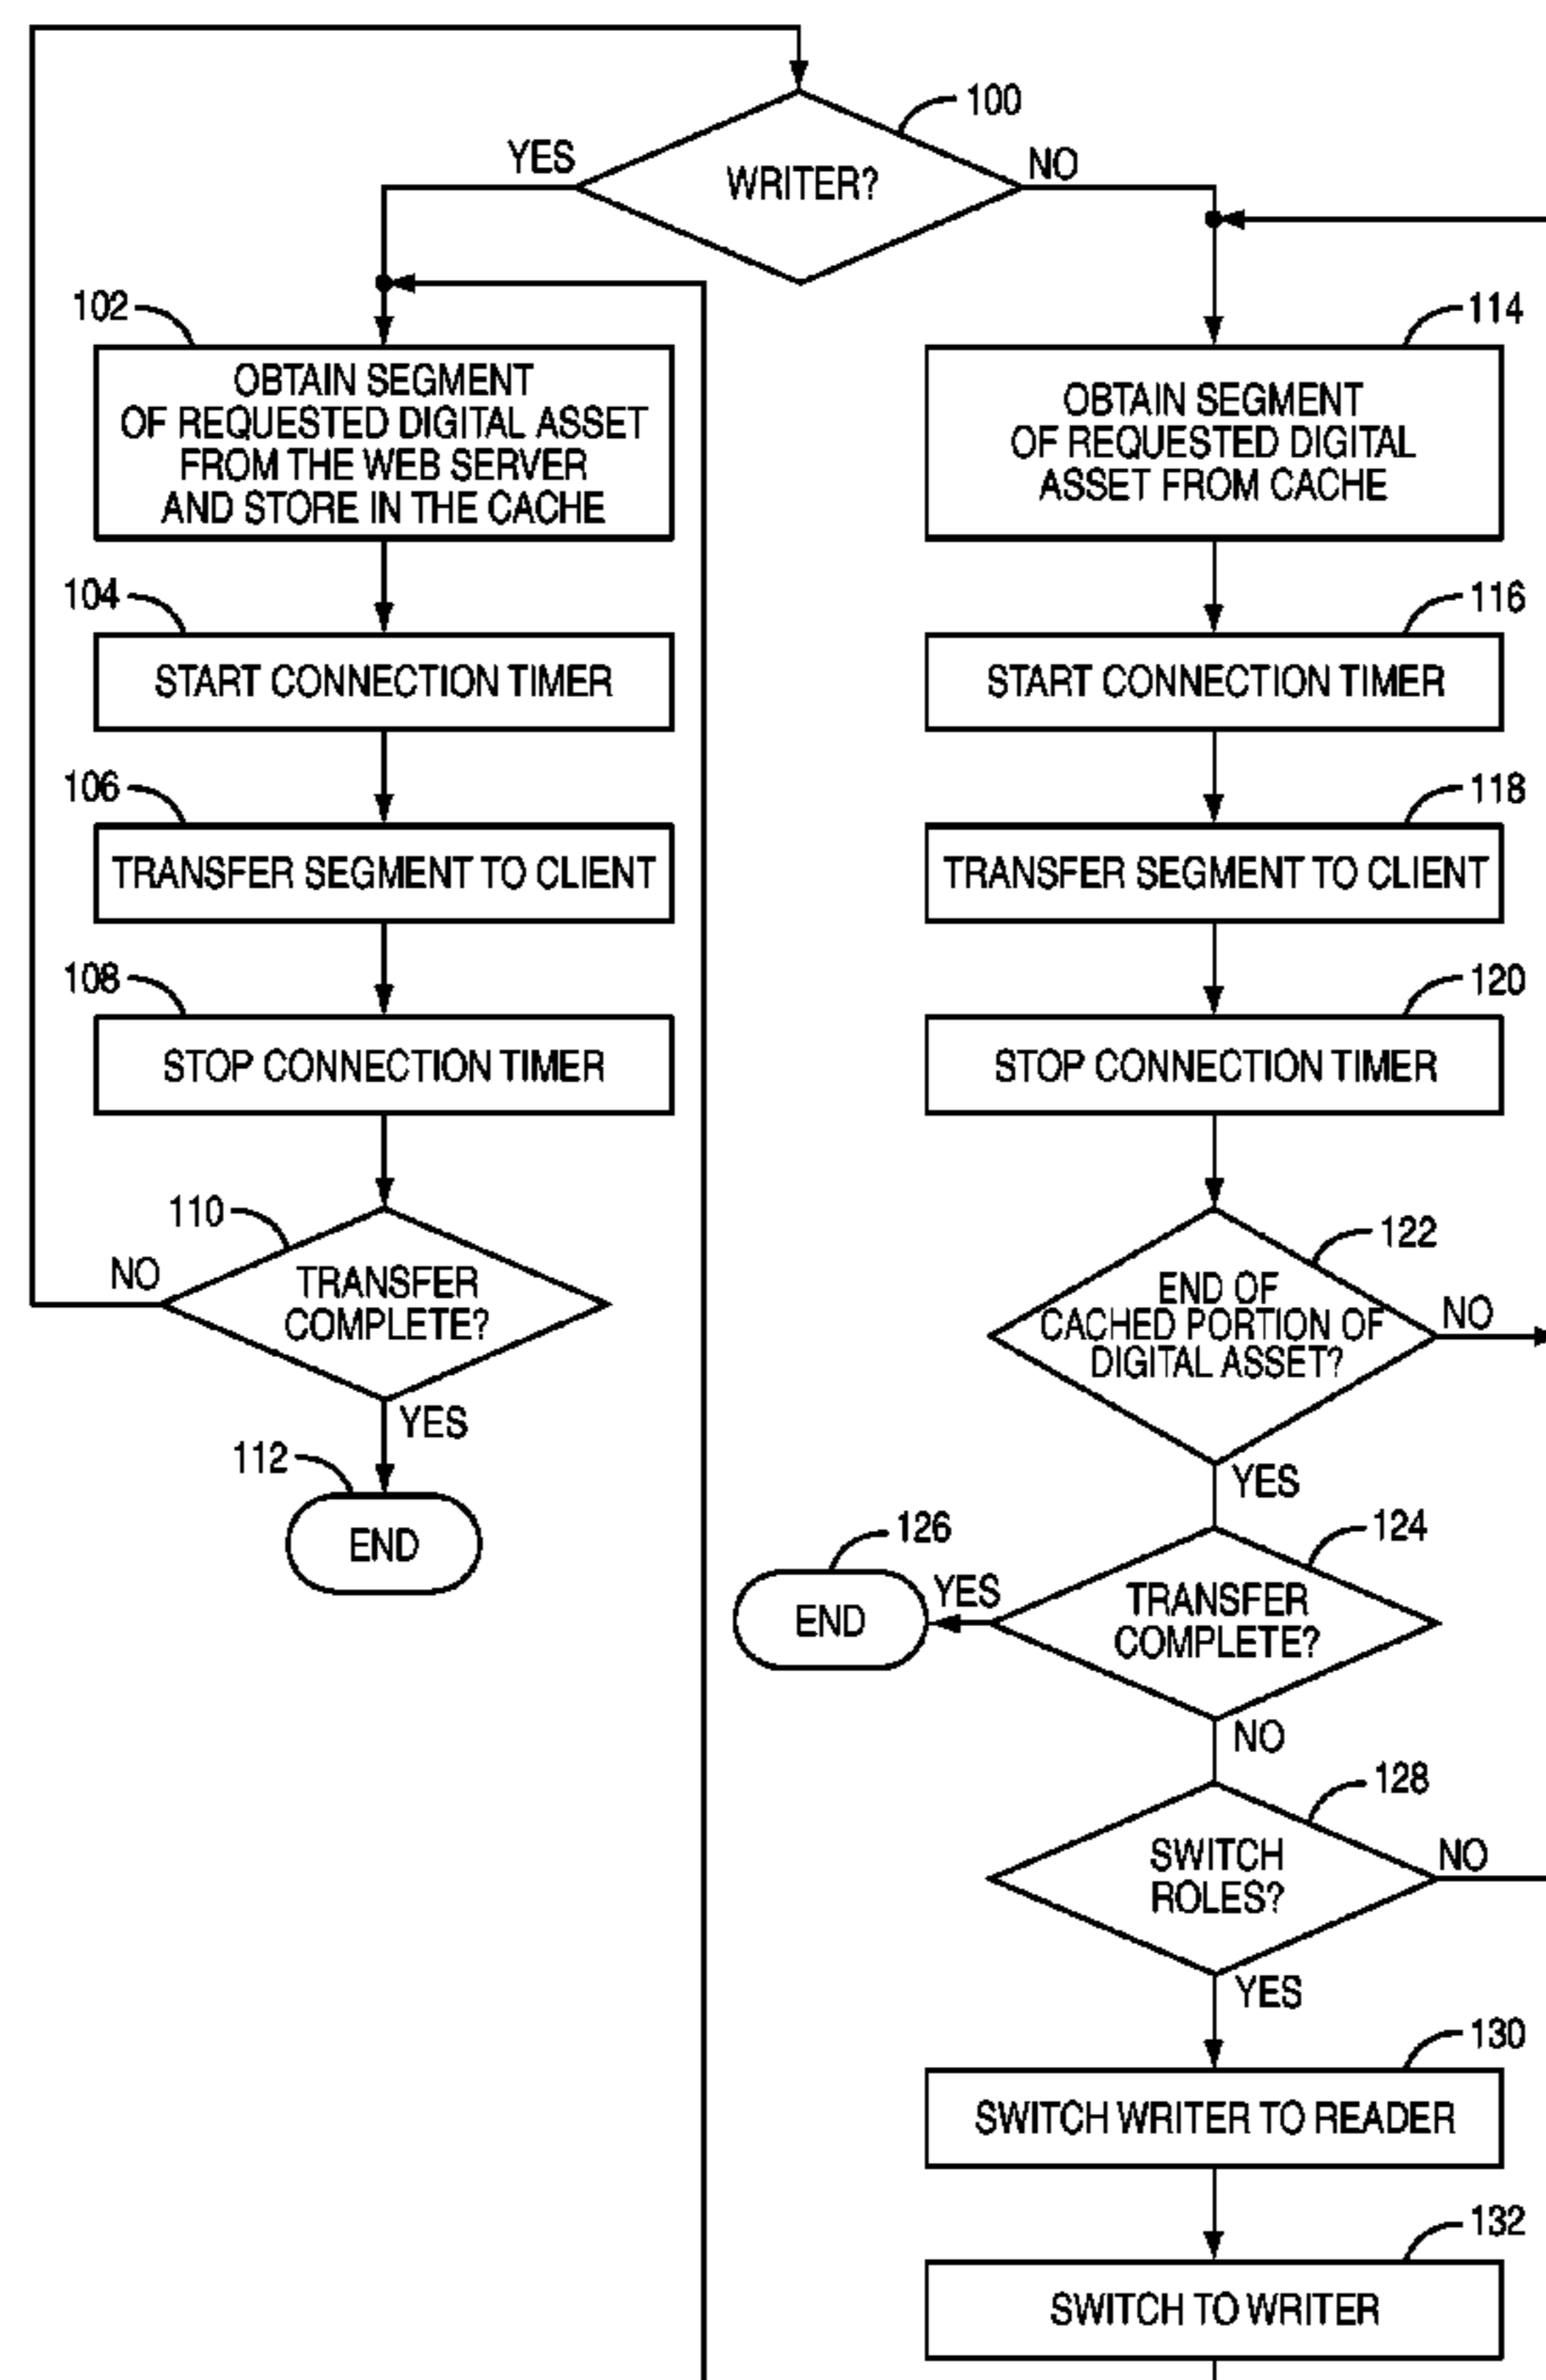 100
WRITER?
YES
NO
102
OBTAIN SEGMENT
OF REQUESTED DIGITAL ASSET
FROM THE WEB SERVER
AND STORE IN THE CACHE
104
START CONNECTION TIMER
106
TRANSFER SEGMENT TO CLIENT
108
STOP CONNECTION TIMER
110
TRANSFER
COMPLETE?
NO
YES
112
END
114
OBTAIN SEGMENT
OF REQUESTED DIGITAL
ASSET FROM CACHE
116
START CONNECTION TIMER
118
TRANSFER SEGMENT TO CLIENT
120
STOP CONNECTION TIMER
122
END OF
CACHED PORTION OF
DIGITAL ASSET?
NO
YES
124
TRANSFER
COMPLETE?
YES
126
END
NO
128
SWITCH
ROLES?
NO
YES
130
SWITCH WRITER TO READER
132
SWITCH TO WRITER